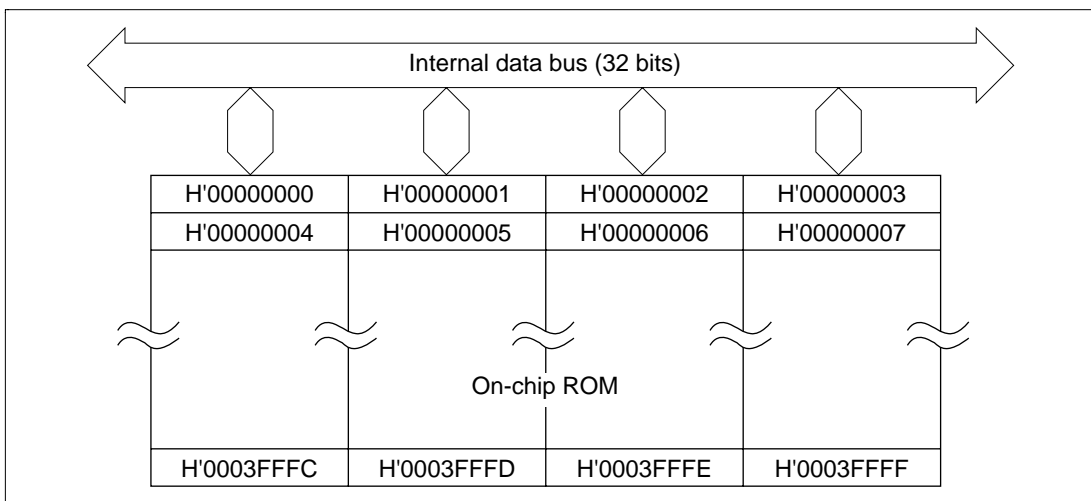 Internal data bus (32 bits)
H'00000000 H'00000001 H'00000002 H'00000003
H'00000004 H'00000005 H'00000006 H'00000007
On-chip ROM
H'0003FFFC H'0003FFFD H'0003FFFE H'0003FFFF